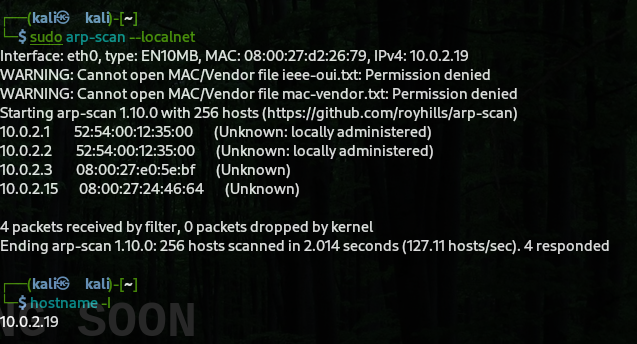 ┌──(kali㉿kali)-[~]
└─$ sudo arp-scan --localnet
Interface: eth0, type: EN10MB, MAC: 08:00:27:d2:26:79, IPv4: 10.0.2.19
WARNING: Cannot open MAC/Vendor file ieee-oui.txt: Permission denied
WARNING: Cannot open MAC/Vendor file mac-vendor.txt: Permission denied
Starting arp-scan 1.10.0 with 256 hosts (https://github.com/royhills/arp-scan)
10.0.2.1 52:54:00:12:35:00 (Unknown: locally administered)
10.0.2.2 52:54:00:12:35:00 (Unknown: locally administered)
10.0.2.3 08:00:27:e0:5e:bf (Unknown)
10.0.2.15 08:00:27:24:46:64 (Unknown)
4 packets received by filter, 0 packets dropped by kernel
Ending arp-scan 1.10.0: 256 hosts scanned in 2.014 seconds (127.11 hosts/sec). 4 responded
┌──(kali㉿kali)-[~]
└─$ hostname -I
10.0.2.19
NG SOON